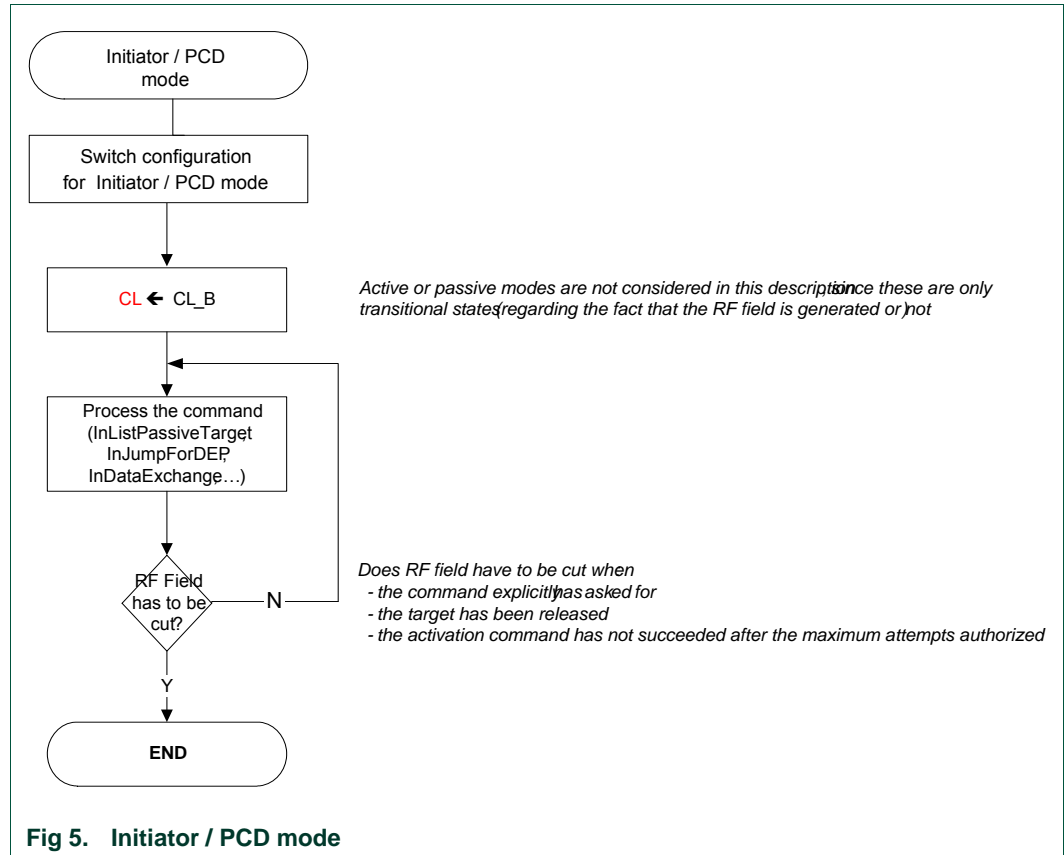 Initiator / PCD
mode
Switch configuration
for Initiator / PCD mode
CL 🡸 CL_B
Active or passive modes are not considered in this description, since these are only
transitional states (regarding the fact that the RF field is generated or not)
Process the command
(InListPassiveTarget,
InJumpForDEP,
InDataExchange,…)
RF Field
has to be
cut?
N
Does RF field have to be cut when
- the command explicitly has asked for
- the target has been released
- the activation command has not succeeded after the maximum attempts authorized
Y
END
Fig 5. Initiator / PCD mode